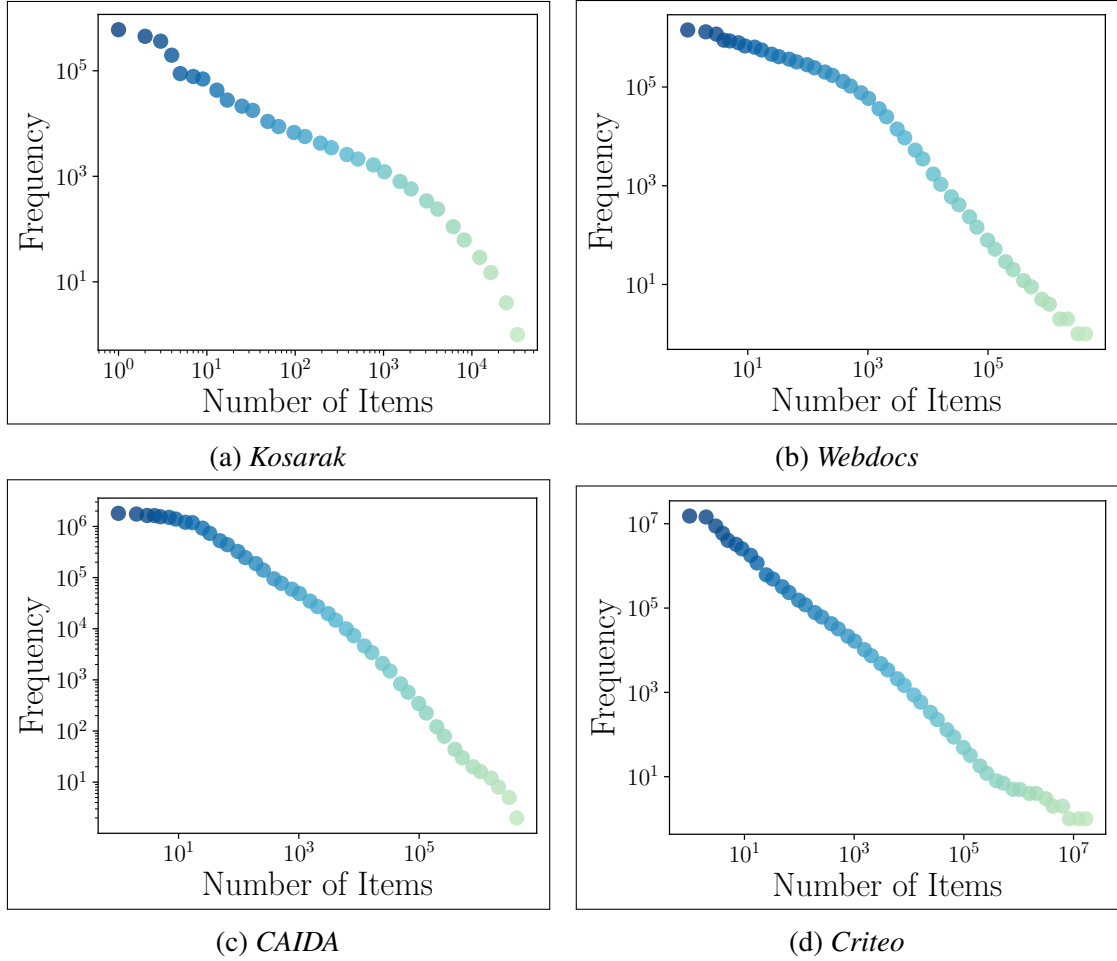 Frequency
10^5
10^3
10^1
10^0 10^1 10^2 10^3 10^4
Number of Items
(a) Kosarak
Frequency
10^5
10^3
10^1
10^1 10^3 10^5
Number of Items
(b) Webdocs
Frequency
10^6
10^5
10^4
10^3
10^2
10^1
10^1 10^3 10^5
Number of Items
(c) CAIDA
Frequency
10^7
10^5
10^3
10^1
10^1 10^3 10^5 10^7
Number of Items
(d) Criteo